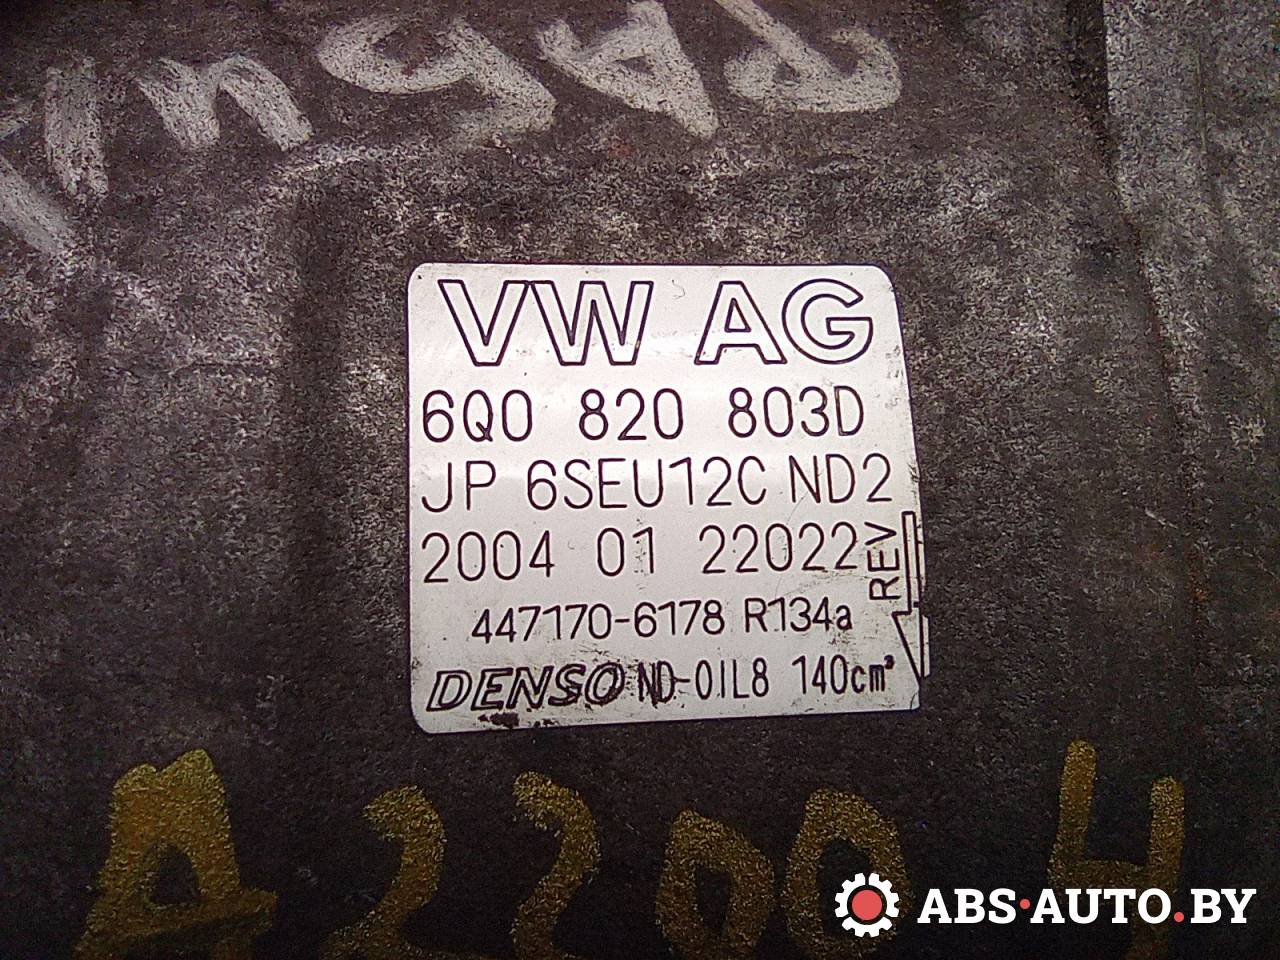 VW AG
6Q0 820 803D
JP 6SEU12C ND2
2004 01 22022
REV
447170-6178 R134a
DENSO ND-OIL8 140cm³
A22004
ABS·AUTO.BY